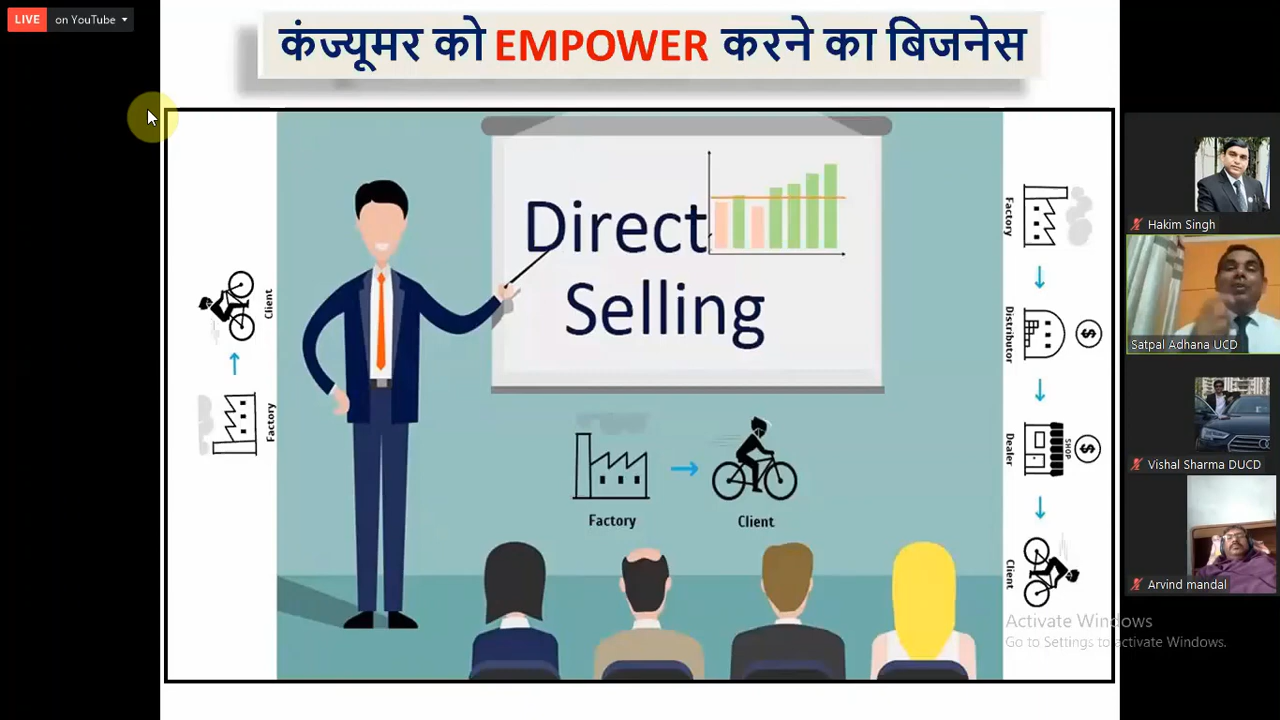 LIVE on YouTube
कंज्यूमर को EMPOWER करने का बिजनेस
Direct
Selling
Client
Factory
Factory
Client
Factory
Distributor
$
Dealer
SHOP
$
Client
Hakim Singh
Satpal Adhana UCD
Vishal Sharma DUCD
Arvind mandal
Activate Windows
Go to Settings to activate Windows.